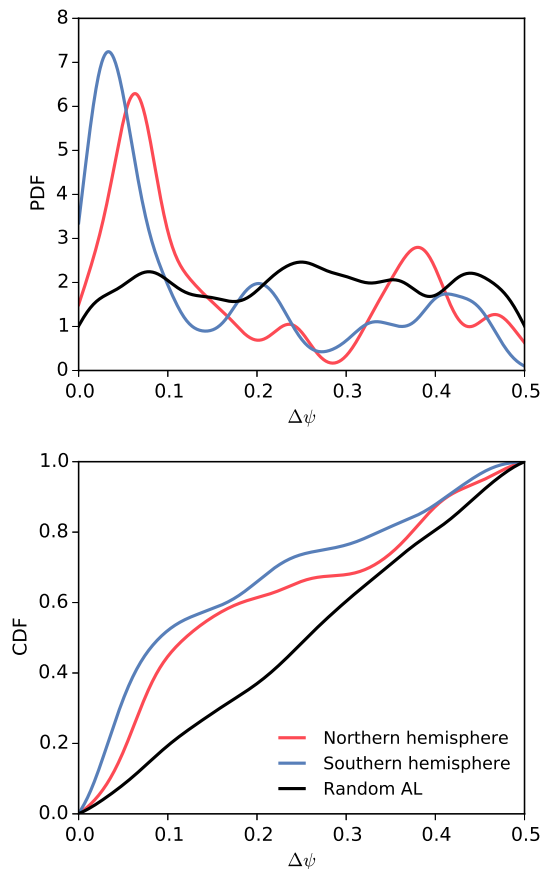 8
7
6
5
4
3
2
1
0
PDF
0.0 0.1 0.2 0.3 0.4 0.5
Δψ
1.0
0.8
0.6
0.4
0.2
0.0
CDF
Northern hemisphere
Southern hemisphere
Random AL
0.0 0.1 0.2 0.3 0.4 0.5
Δψ